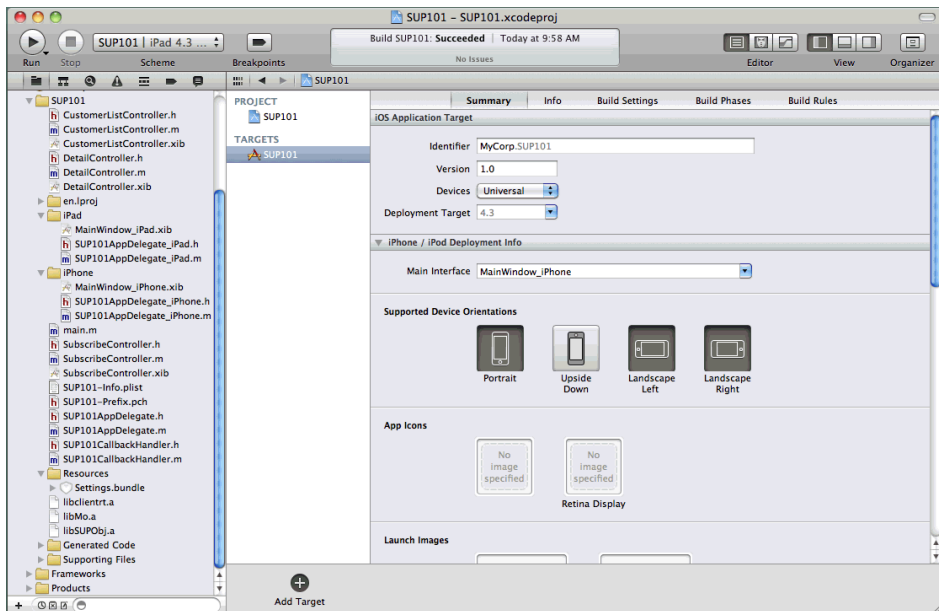 SUP101 – SUP101.xcodeproj
SUP101 | iPad 4.3 ...
Build SUP101: Succeeded | Today at 9:58 AM
No Issues
Run
Stop
Scheme
Breakpoints
Editor
View
Organizer
SUP101
SUP101
CustomerListController.h
CustomerListController.m
CustomerListController.xib
DetailController.h
DetailController.m
DetailController.xib
en.lproj
iPad
MainWindow_iPad.xib
SUP101AppDelegate_iPad.h
SUP101AppDelegate_iPad.m
iPhone
MainWindow_iPhone.xib
SUP101AppDelegate_iPhone.h
SUP101AppDelegate_iPhone.m
main.m
SubscribeController.h
SubscribeController.m
SubscribeController.xib
SUP101-Info.plist
SUP101-Prefix.pch
SUP101AppDelegate.h
SUP101AppDelegate.m
SUP101CallbackHandler.h
SUP101CallbackHandler.m
Resources
Settings.bundle
libclientrt.a
libMo.a
libSUPObj.a
Generated Code
Supporting Files
Frameworks
Products
PROJECT
SUP101
TARGETS
SUP101
Add Target
Summary Info Build Settings Build Phases Build Rules
iOS Application Target
Identifier MyCorp.SUP101
Version 1.0
Devices Universal
Deployment Target 4.3
iPhone / iPod Deployment Info
Main Interface MainWindow_iPhone
Supported Device Orientations
Portrait
Upside Down
Landscape Left
Landscape Right
App Icons
No image specified
No image specified
Retina Display
Launch Images